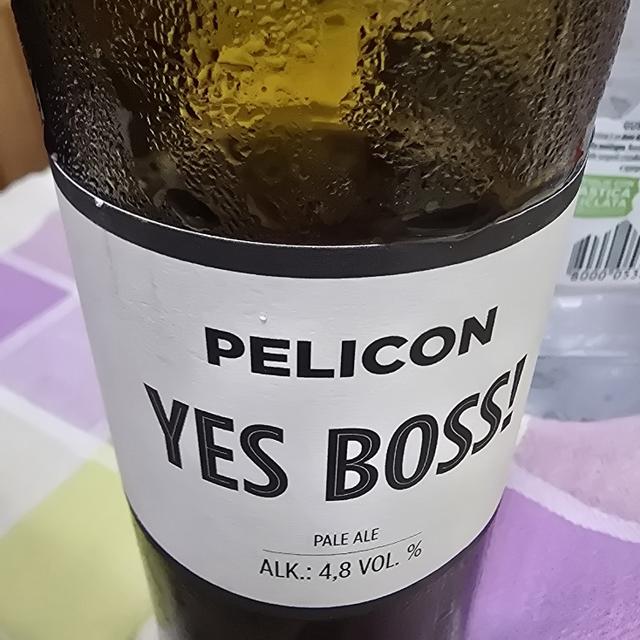 PELICON
YES BOSS!
PALE ALE
ALK.: 4,8 VOL. %